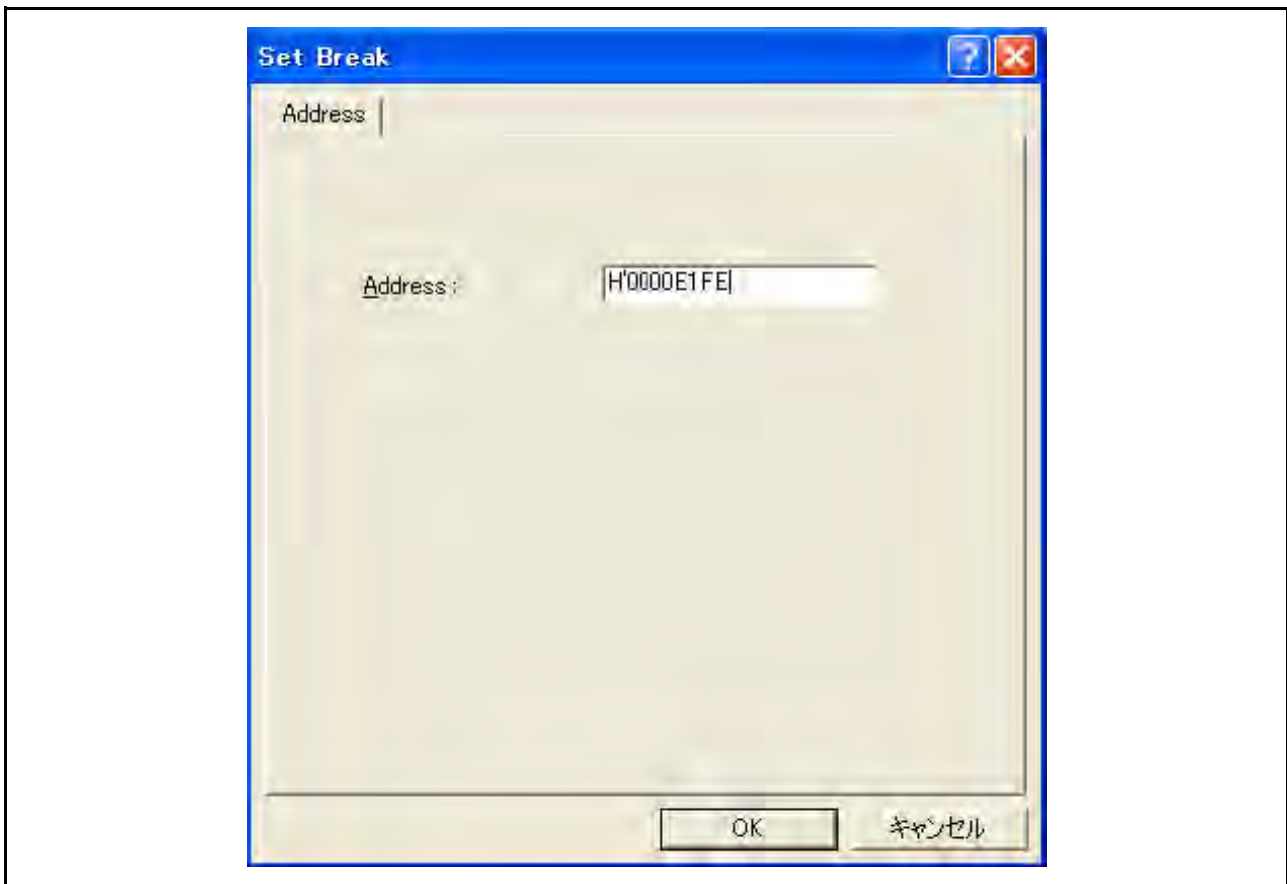 Set Break
Address
Address : H'0000E1FE
OK キャンセル